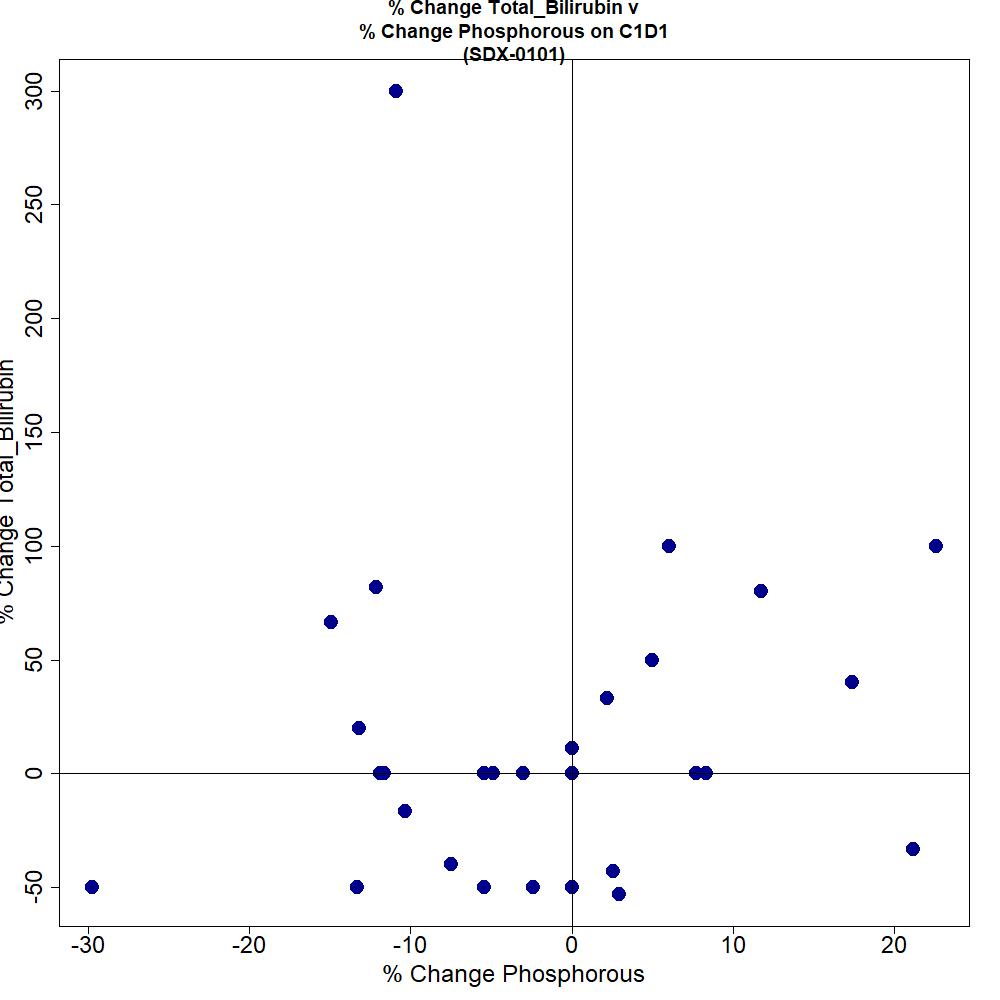 % Change Total_Bilirubin v
% Change Phosphorous on C1D1
(SDX-0101)
% Change Total_Bilirubin
300
250
200
150
100
50
0
-50
-30
-20
-10
0
10
20
% Change Phosphorous